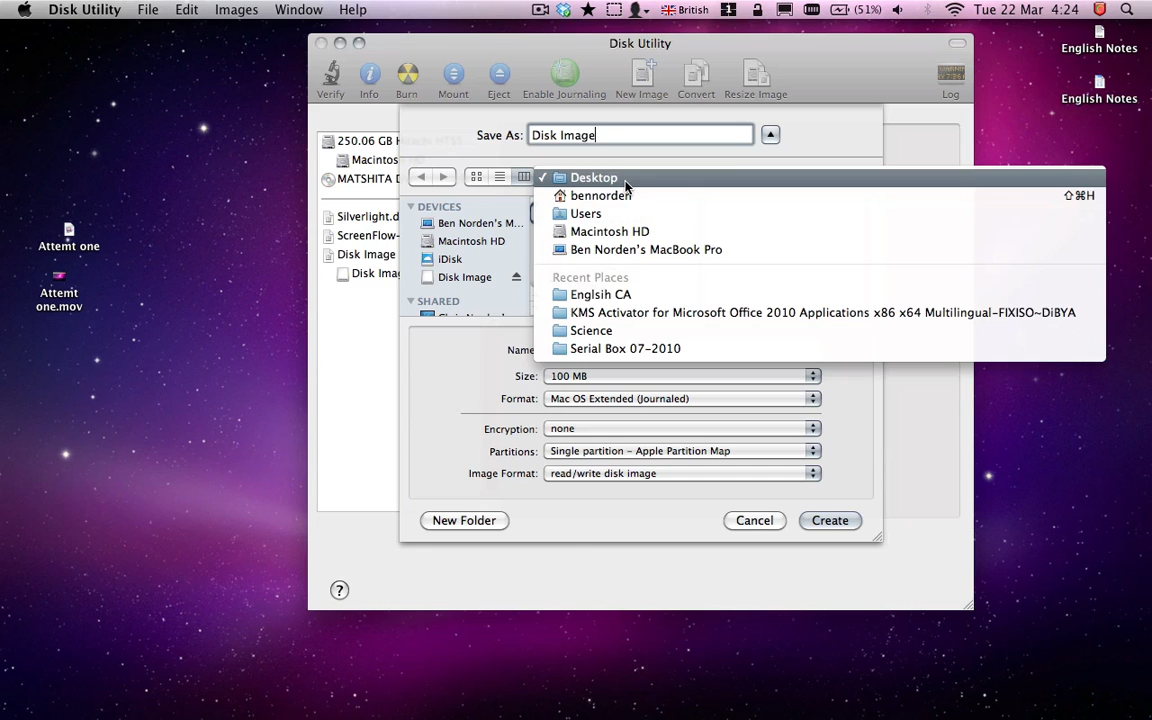 Disk Utility File Edit Images Window Help British 1 (51%) Tue 22 Mar 4:24
Disk Utility
Verify Info Burn Mount Eject Enable Journaling New Image Convert Resize Image Log
English Notes
English Notes
Attemt one
Attemt
one.mov
250.06 GB
Macintos
MATSHITA D
Silverlight.d
ScreenFlow-
Disk Image
Disk Ima
Save As: Disk Image
DEVICES
Ben Norden's M...
Macintosh HD
iDisk
Disk Image
SHARED
Desktop
bennorden ⇧⌘H
Users
Macintosh HD
Ben Norden's MacBook Pro
Recent Places
Englsih CA
KMS Activator for Microsoft Office 2010 Applications x86 x64 Multilingual-FIXISO~DiBYA
Science
Serial Box 07-2010
Name
Size: 100 MB
Format: Mac OS Extended (Journaled)
Encryption: none
Partitions: Single partition - Apple Partition Map
Image Format: read/write disk image
New Folder Cancel Create
?